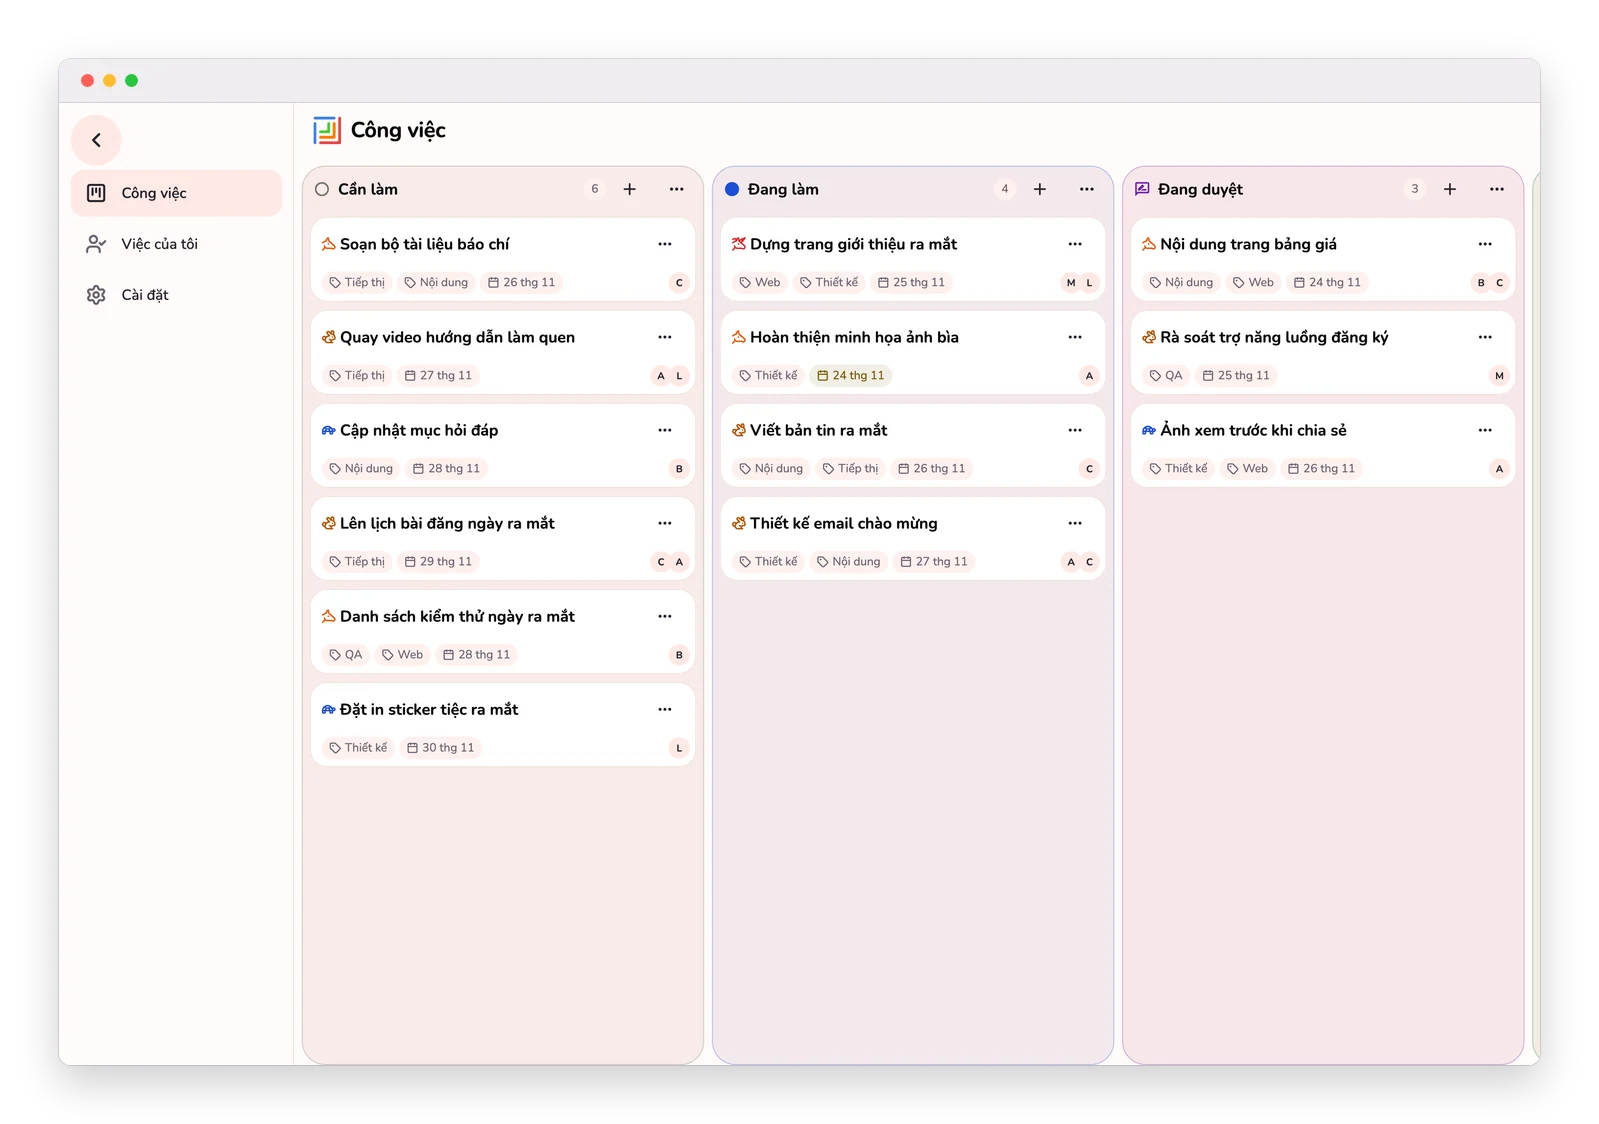 Công việc
Công việc
Việc của tôi
Cài đặt
Cần làm 6
Soạn bộ tài liệu báo chí
Tiếp thị Nội dung 26 thg 11 C
Quay video hướng dẫn làm quen
Tiếp thị 27 thg 11 A L
Cập nhật mục hỏi đáp
Nội dung 28 thg 11 B
Lên lịch bài đăng ngày ra mắt
Tiếp thị 29 thg 11 C A
Danh sách kiểm thử ngày ra mắt
QA Web 28 thg 11 B
Đặt in sticker tiệc ra mắt
Thiết kế 30 thg 11 L
Đang làm 4
Dựng trang giới thiệu ra mắt
Web Thiết kế 25 thg 11 M L
Hoàn thiện minh họa ảnh bìa
Thiết kế 24 thg 11 A
Viết bản tin ra mắt
Nội dung Tiếp thị 26 thg 11 C
Thiết kế email chào mừng
Thiết kế Nội dung 27 thg 11 A C
Đang duyệt 3
Nội dung trang bảng giá
Nội dung Web 24 thg 11 B C
Rà soát trợ năng luồng đăng ký
QA 25 thg 11 M
Ảnh xem trước khi chia sẻ
Thiết kế Web 26 thg 11 A